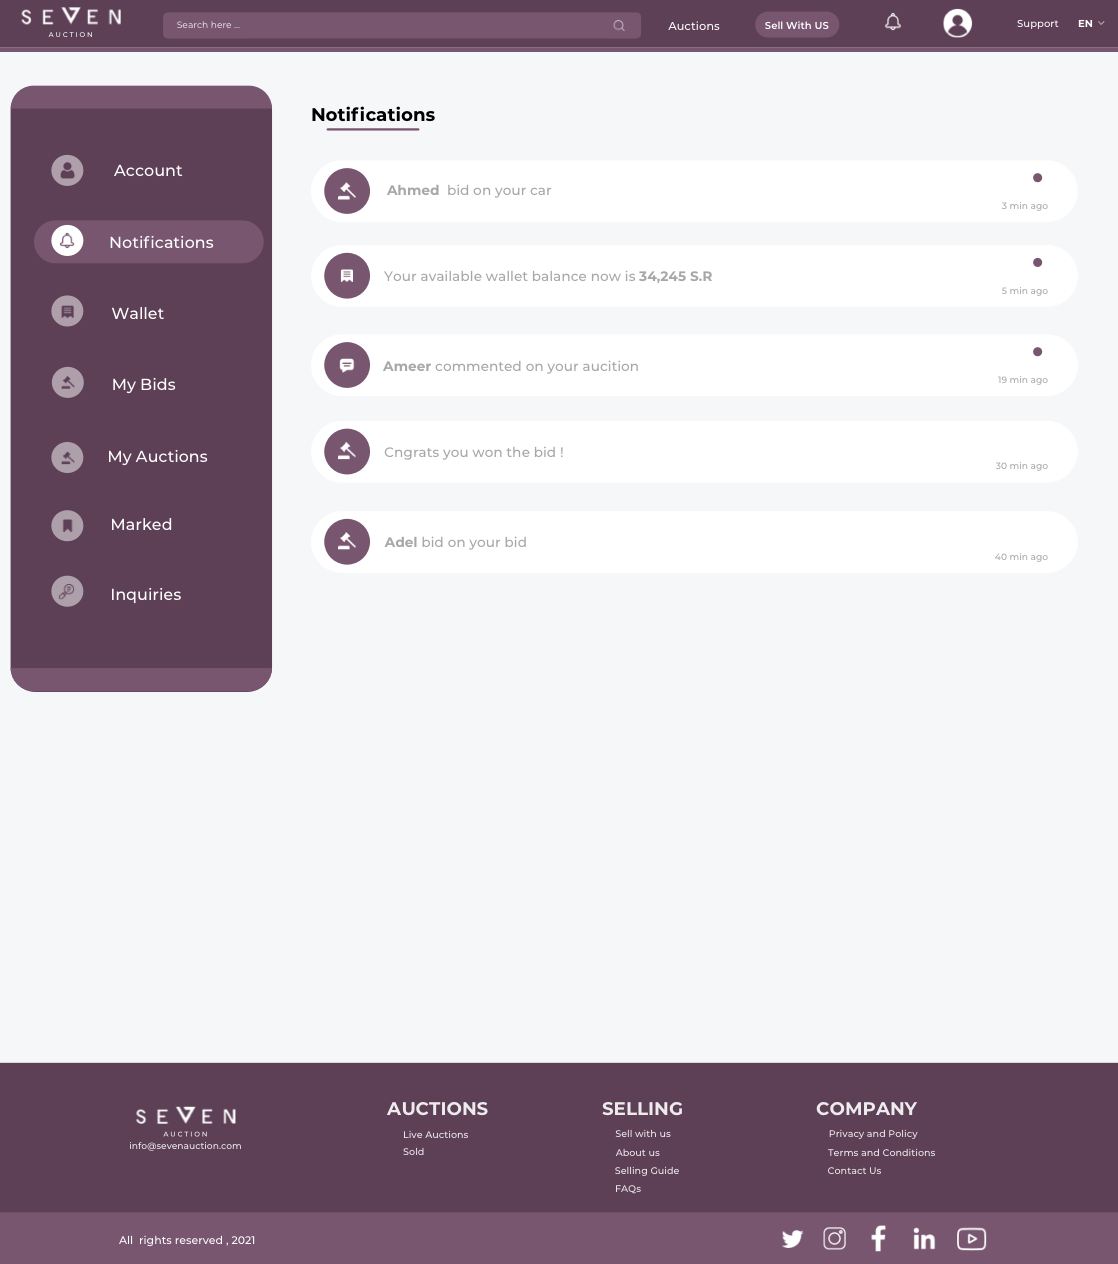 SEVEN
AUCTION
Search here ...
Auctions
Sell With US
Support
EN
Account
Notifications
Wallet
My Bids
My Auctions
Marked
Inquiries
Notifications
Ahmed bid on your car
3 min ago
Your available wallet balance now is 34,245 S.R
5 min ago
Ameer commented on your aucition
19 min ago
Cngrats you won the bid !
30 min ago
Adel bid on your bid
40 min ago
SEVEN
AUCTION
info@sevenauction.com
AUCTIONS
Live Auctions
Sold
SELLING
Sell with us
About us
Selling Guide
FAQs
COMPANY
Privacy and Policy
Terms and Conditions
Contact Us
All rights reserved , 2021